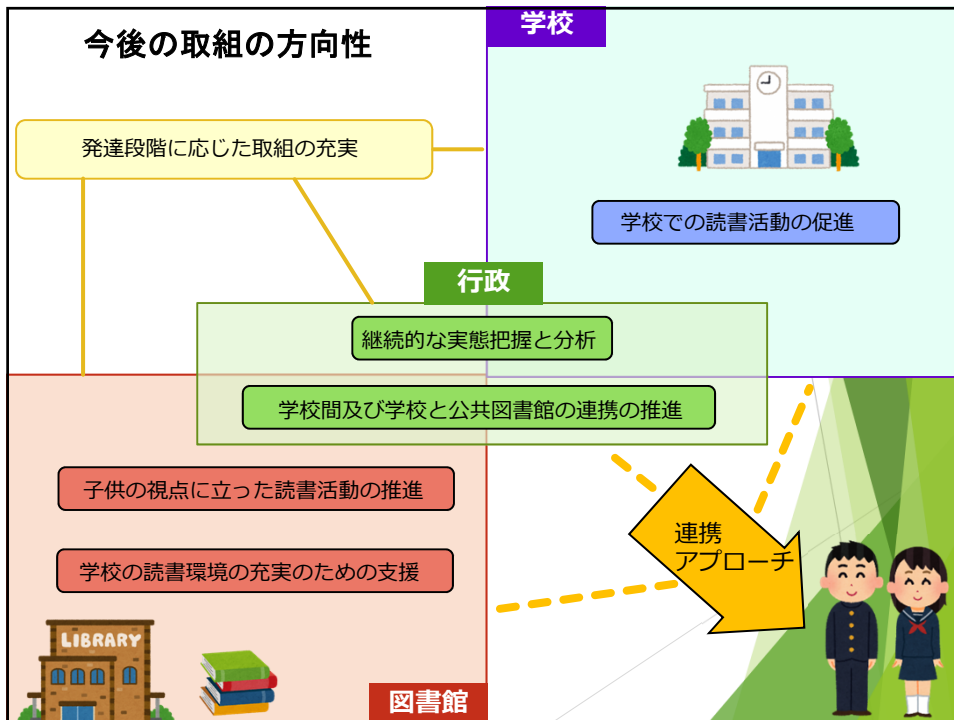 今後の取組の方向性
学校
発達段階に応じた取組の充実
学校での読書活動の促進
行政
継続的な実態把握と分析
学校間及び学校と公共図書館の連携の推進
子供の視点に立った読書活動の推進
学校の読書環境の充実のための支援
連携
アプローチ
LIBRARY
図書館